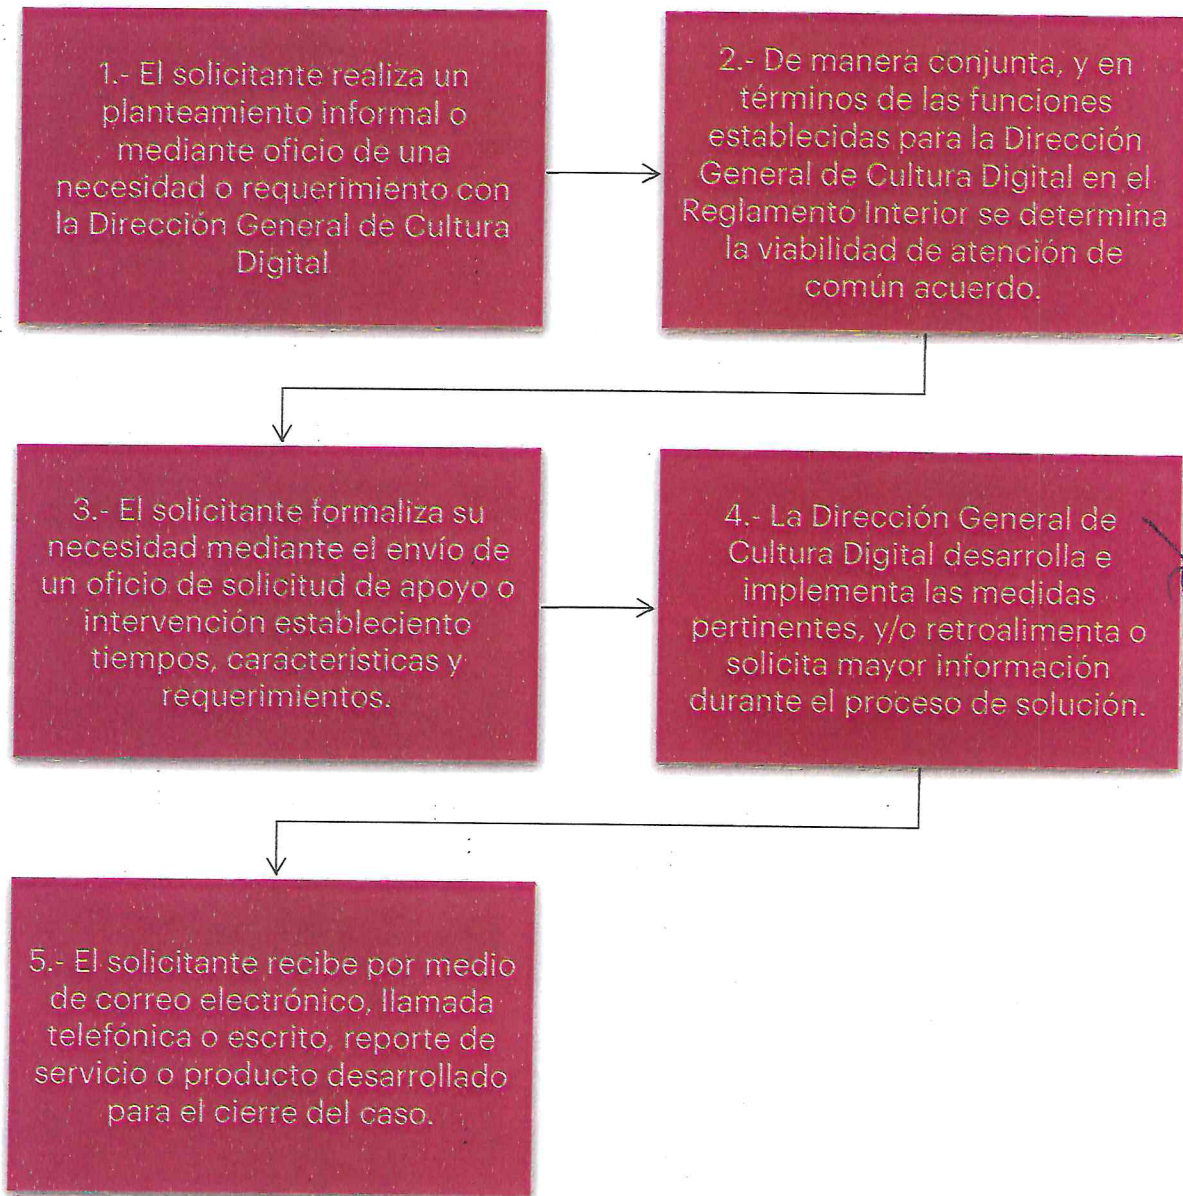 1.- El solicitante realiza un
planteamiento informal o
mediante oficio de una
necesidad o requerimiento con
la Dirección General de Cultura
Digital
2.- De manera conjunta, y en
términos de las funciones
establecidas para la Dirección
General de Cultura Digital en el
Reglamento Interior se determina
la viabilidad de atención de
común acuerdo.
3.- El solicitante formaliza su
necesidad mediante el envío de
un oficio de solicitud de apoyo o
intervención estableciento
tiempos, características y
requerimientos.
4.- La Dirección General de
Cultura Digital desarrolla e
implementa las medidas
pertinentes, y/o retroalimenta o
solicita mayor información
durante el proceso de solución.
5.- El solicitante recibe por medio
de correo electrónico, llamada
telefónica o escrito, reporte de
servicio o producto desarrollado
para el cierre del caso.